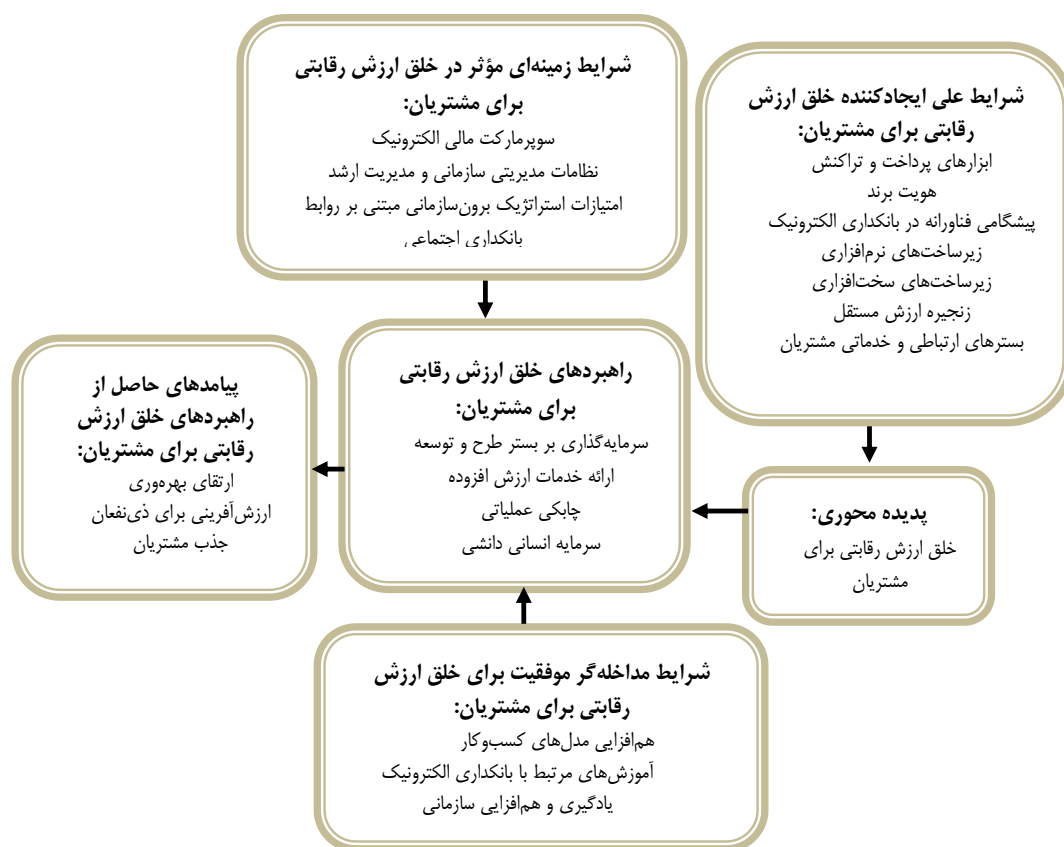 شرایط زمینه‌ای مؤثر در خلق ارزش رقابتی
برای مشتریان:
سوپرمارکت مالی الکترونیک
نظامات مدیریتی سازمانی و مدیریت ارشد
امتیازات استراتژیک برون‌سازمانی مبتنی بر روابط
بانکداری اجتماعی
شرایط علی ایجادکننده خلق ارزش
رقابتی برای مشتریان:
ابزارهای پرداخت و تراکنش
هویت برند
پیشگامی فناورانه در بانکداری الکترونیک
زیرساخت‌های نرم‌افزاری
زیرساخت‌های سخت‌افزاری
زنجیره ارزش مستقل
بسترهای ارتباطی و خدماتی مشتریان
پدیده محوری:
خلق ارزش رقابتی برای
مشتریان
راهبردهای خلق ارزش رقابتی
برای مشتریان:
سرمایه‌گذاری بر بستر طرح و توسعه
ارائه خدمات ارزش افزوده
چابکی عملیاتی
سرمایه انسانی دانشی
پیامدهای حاصل از
راهبردهای خلق ارزش
رقابتی برای مشتریان:
ارتقای بهره‌وری
ارزش‌آفرینی برای ذی‌نفعان
جذب مشتریان
شرایط مداخله‌گر موفقیت برای خلق ارزش
رقابتی برای مشتریان:
هم‌افزایی مدل‌های کسب‌وکار
آموزش‌های مرتبط با بانکداری الکترونیک
یادگیری و هم‌افزایی سازمانی